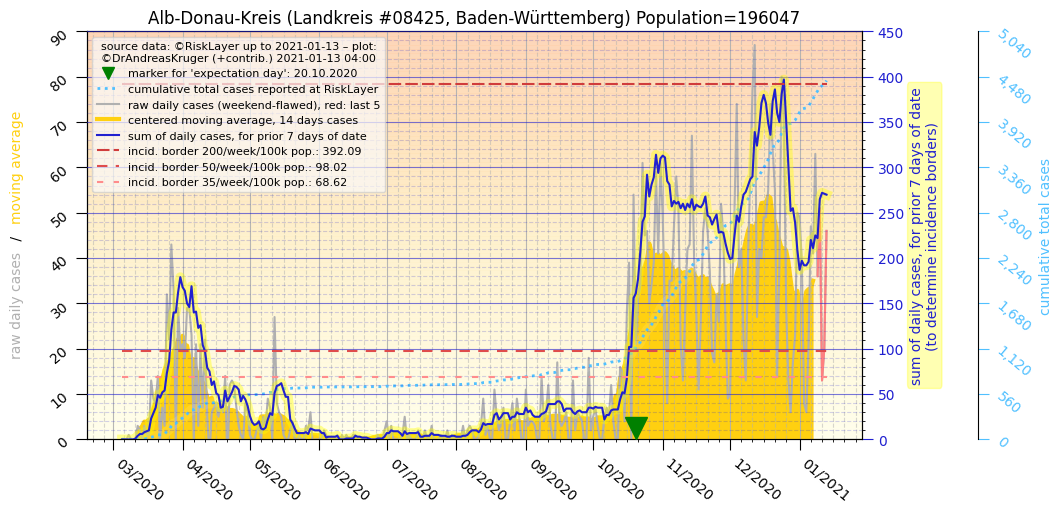 Alb-Donau-Kreis (Landkreis #08425, Baden-Württemberg) Population=196047
source data: ©RiskLayer up to 2021-01-13 – plot:
©DrAndreasKruger (+contrib.) 2021-01-13 04:00
marker for 'expectation day': 20.10.2020
cumulative total cases reported at RiskLayer
raw daily cases (weekend-flawed), red: last 5
centered moving average, 14 days cases
sum of daily cases, for prior 7 days of date
incid. border 200/week/100k pop.: 392.09
incid. border 50/week/100k pop.: 98.02
incid. border 35/week/100k pop.: 68.62
raw daily cases / moving average
90
80
70
60
50
40
30
20
10
0
03/2020
04/2020
05/2020
06/2020
07/2020
08/2020
09/2020
10/2020
11/2020
12/2020
01/2021
450
400
350
300
250
200
150
100
50
0
sum of daily cases, for prior 7 days of date
(to determine incidence borders)
5,040
4,480
3,920
3,360
2,800
2,240
1,680
1,120
560
0
cumulative total cases